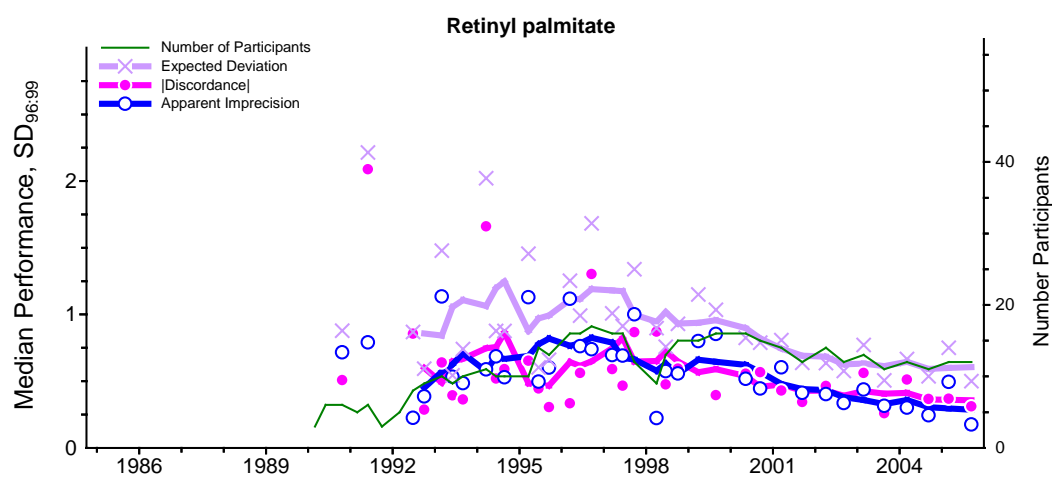 Retinyl palmitate
Number of Participants
Expected Deviation
|Discordance|
Apparent Imprecision
Median Performance, SD96:99
Number Participants
2
1
0
40
20
0
1986 1989 1992 1995 1998 2001 2004